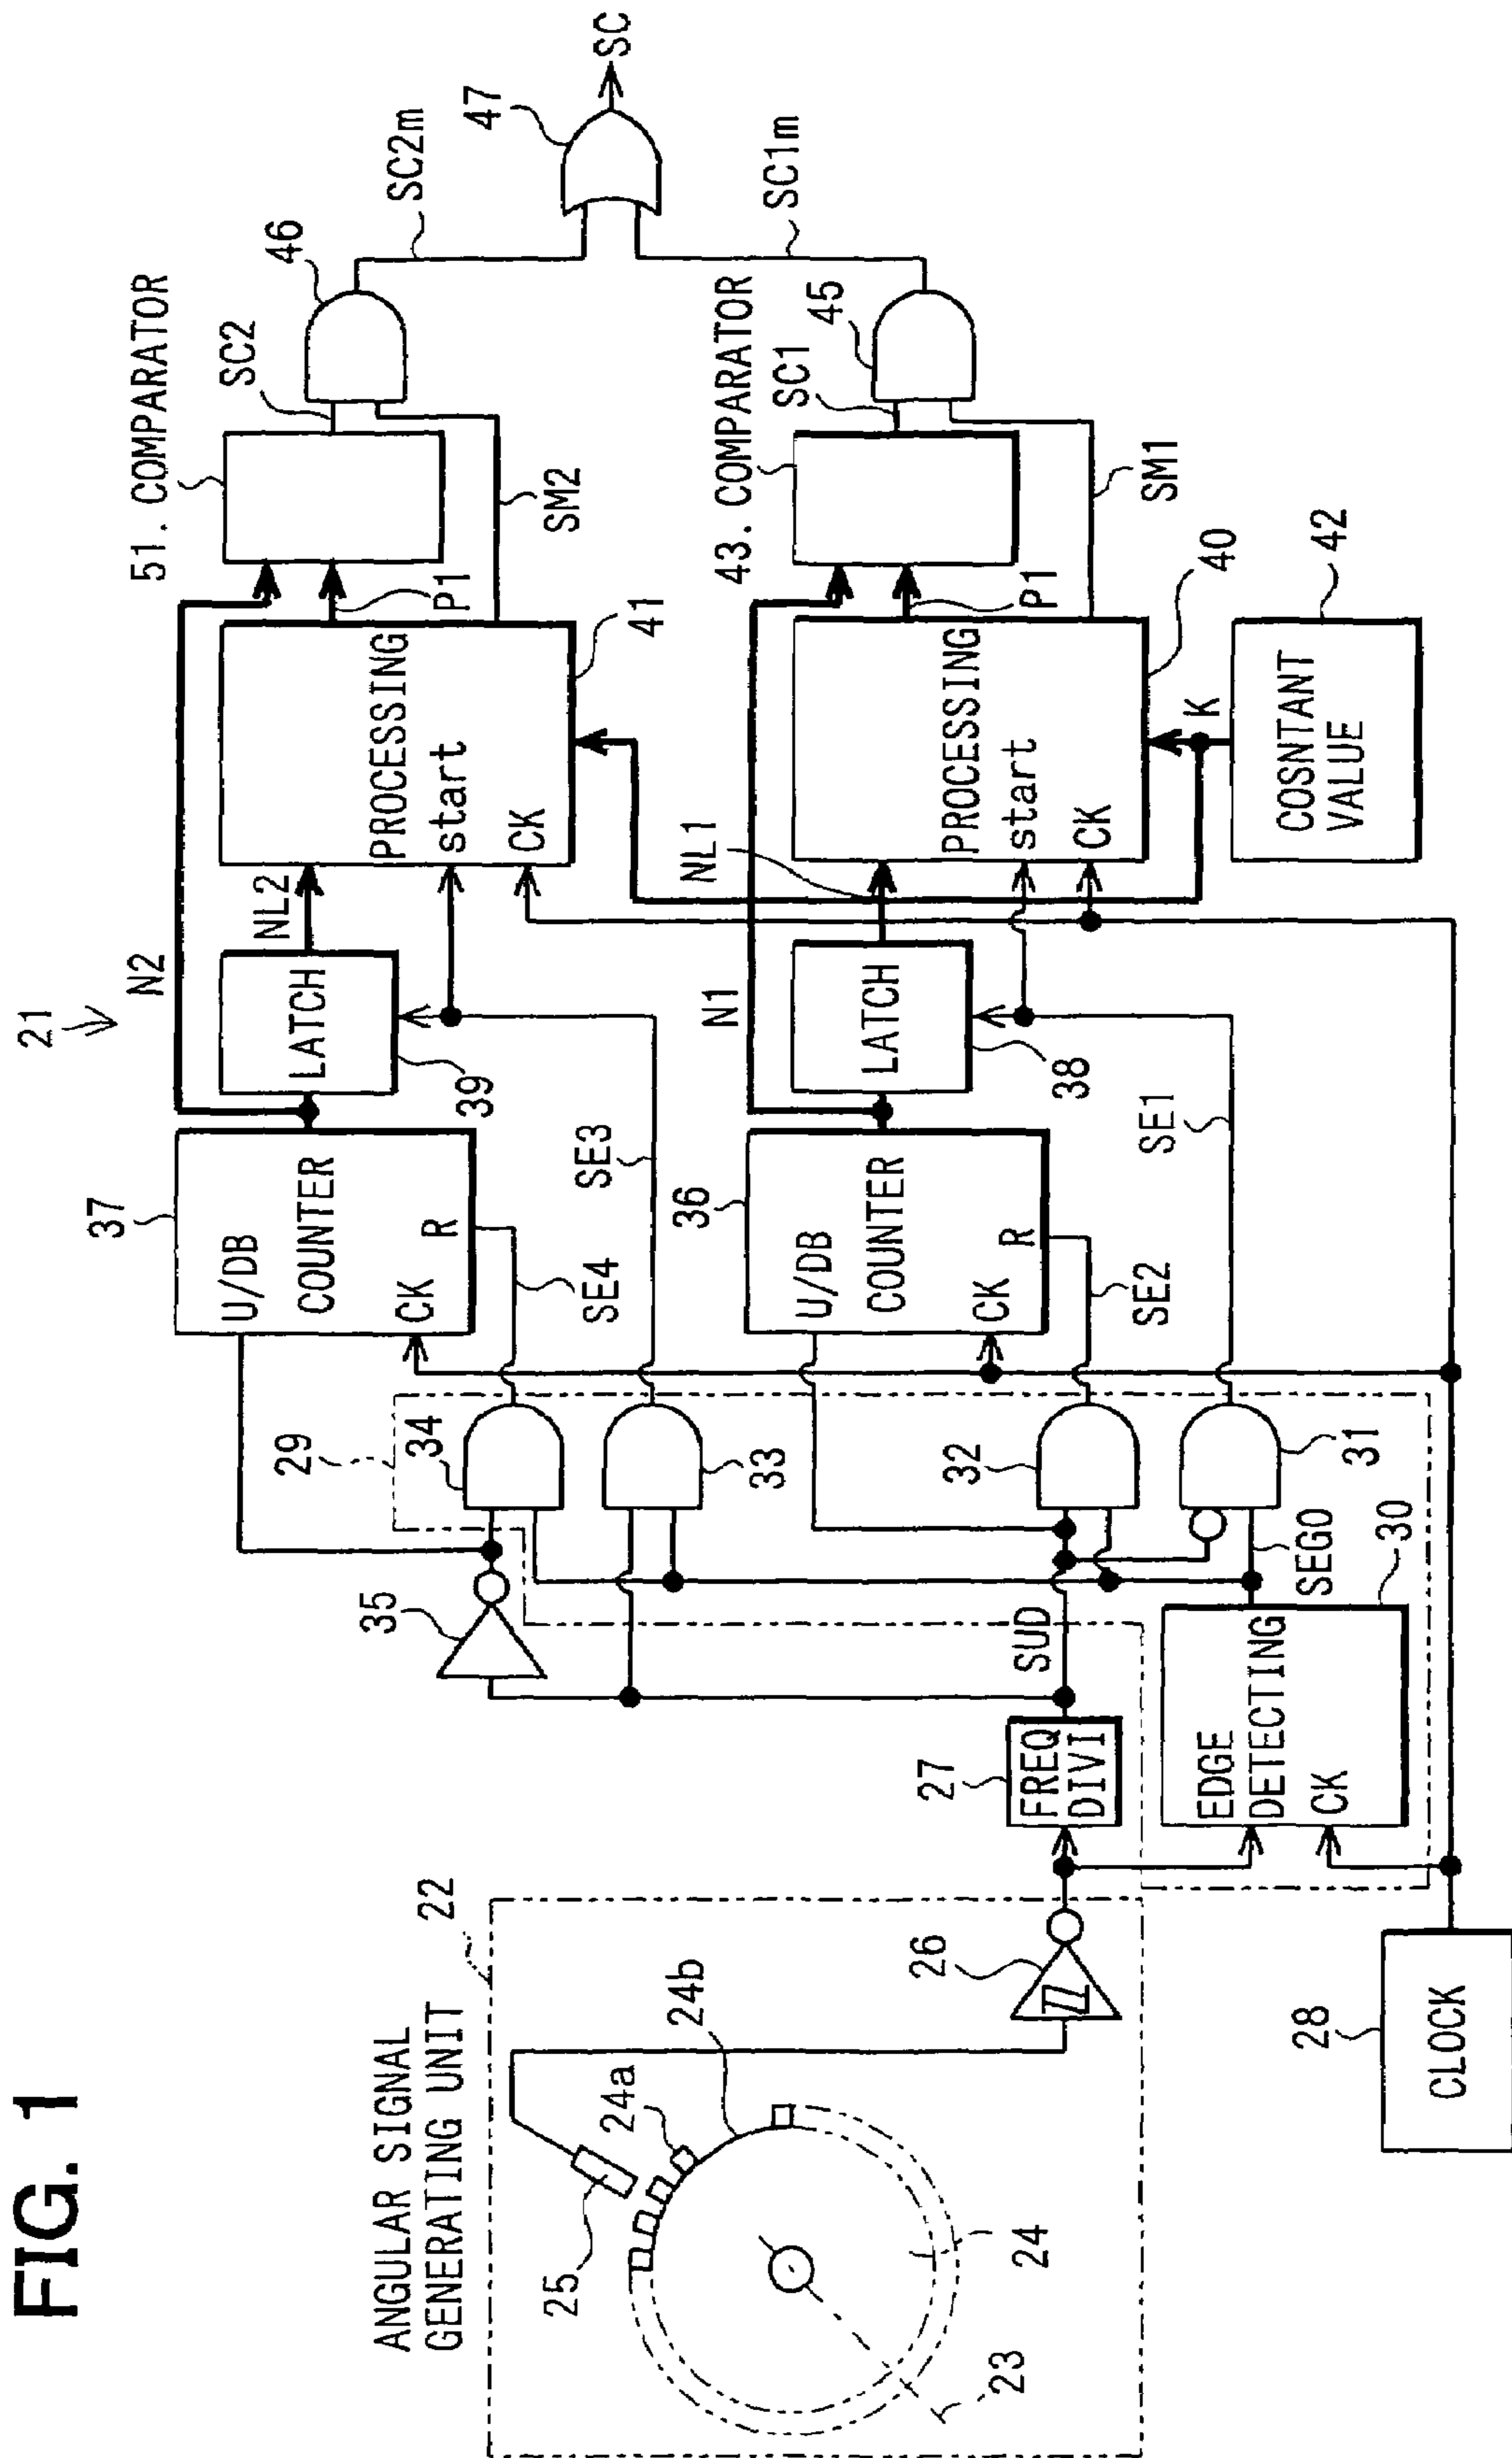 FIG. 1
21
ANGULAR SIGNAL
GENERATING UNIT
22
25
24a
24b
24
23
26
27
FREQ
DIVI
SUD
28
CLOCK
EDGE
DETECTING
CK
30
SEG0
29
35
34
33
32
31
37
U/DB
COUNTER
CK
R
SE4
SE3
36
U/DB
COUNTER
CK
R
SE2
SE1
N2
LATCH
39
NL2
N1
LATCH
38
NL1
PROCESSING
start
CK
41
P1
SM2
PROCESSING
start
CK
40
P1
SM1
K
COSNTANT
VALUE
42
51. COMPARATOR
SC2
46
SC2m
43. COMPARATOR
SC1
45
SC1m
47
SC